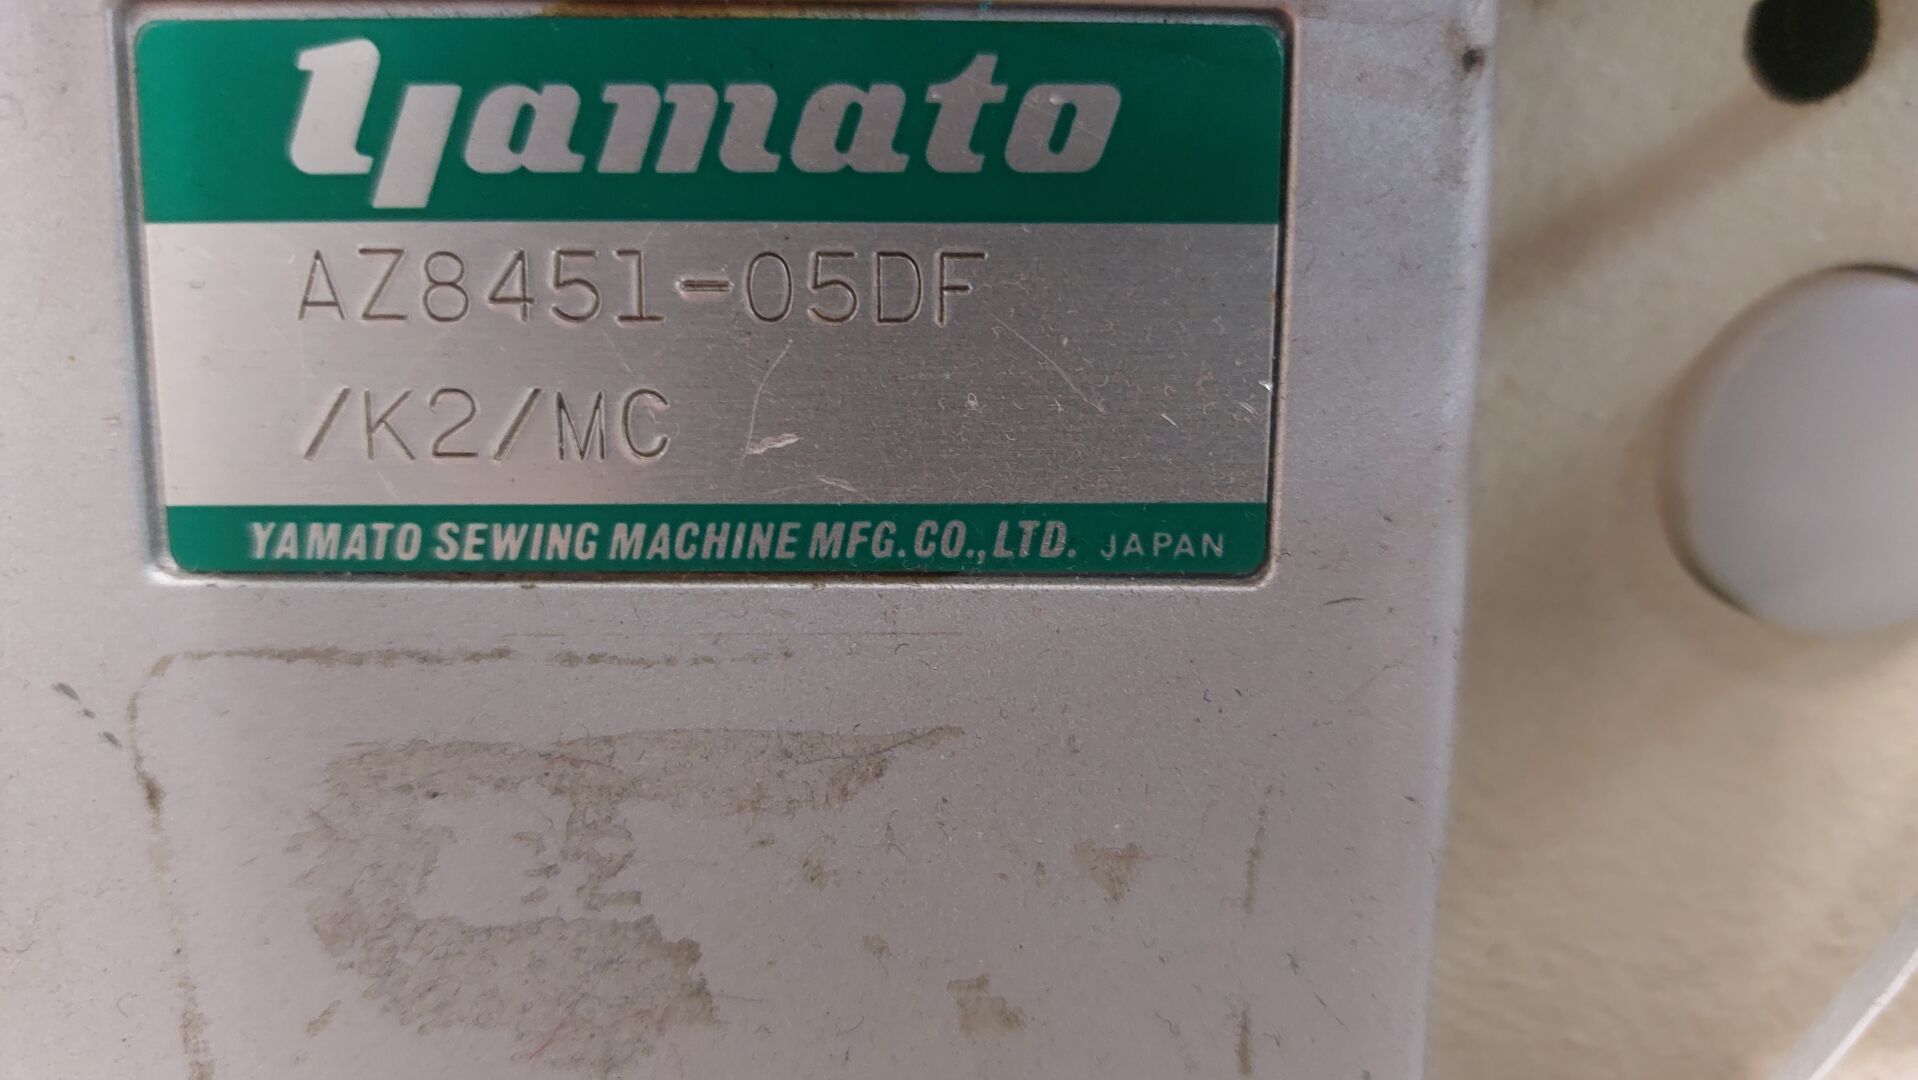 yamato
AZ8451-05DF
/K2/MC
YAMATO SEWING MACHINE MFG. CO., LTD. JAPAN